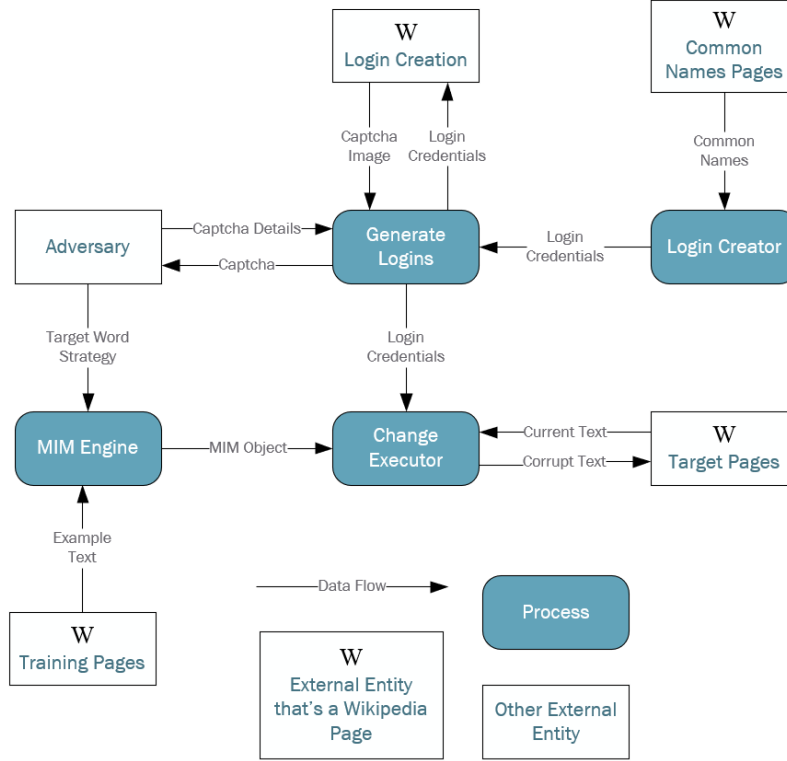 W
Login Creation
W
Common
Names Pages
Captcha
Image
Login
Credentials
Common
Names
Adversary
Captcha Details
Captcha
Generate
Logins
Login
Credentials
Login Creator
Target Word
Strategy
Login
Credentials
MIM Engine
MIM Object
Change
Executor
Current Text
Corrupt Text
W
Target Pages
Example
Text
W
Training Pages
Data Flow
Process
W
External Entity
that's a Wikipedia
Page
Other External
Entity